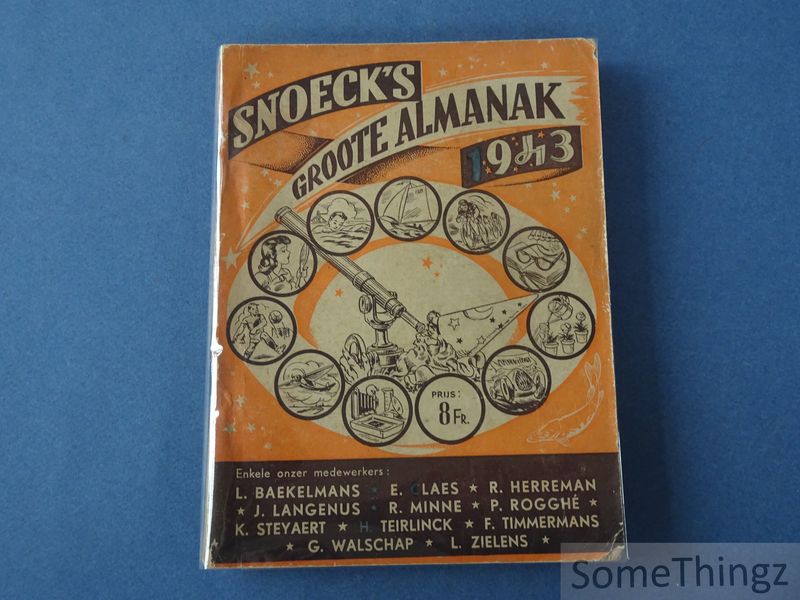 SNOECK'S
GROOTE ALMANAK
1943
PRIJS:
8 FR.
Enkele onzer medewerkers:
L. BAEKELMANS ★ E. CLAES ★ R. HERREMAN
★ J. LANGENUS ★ R. MINNE ★ P. ROGGHÉ ★
K. STEYAERT ★ H. TEIRLINCK ★ F. TIMMERMANS
★ G. WALSCHAP ★ L. ZIELENS ★
SomeThingz